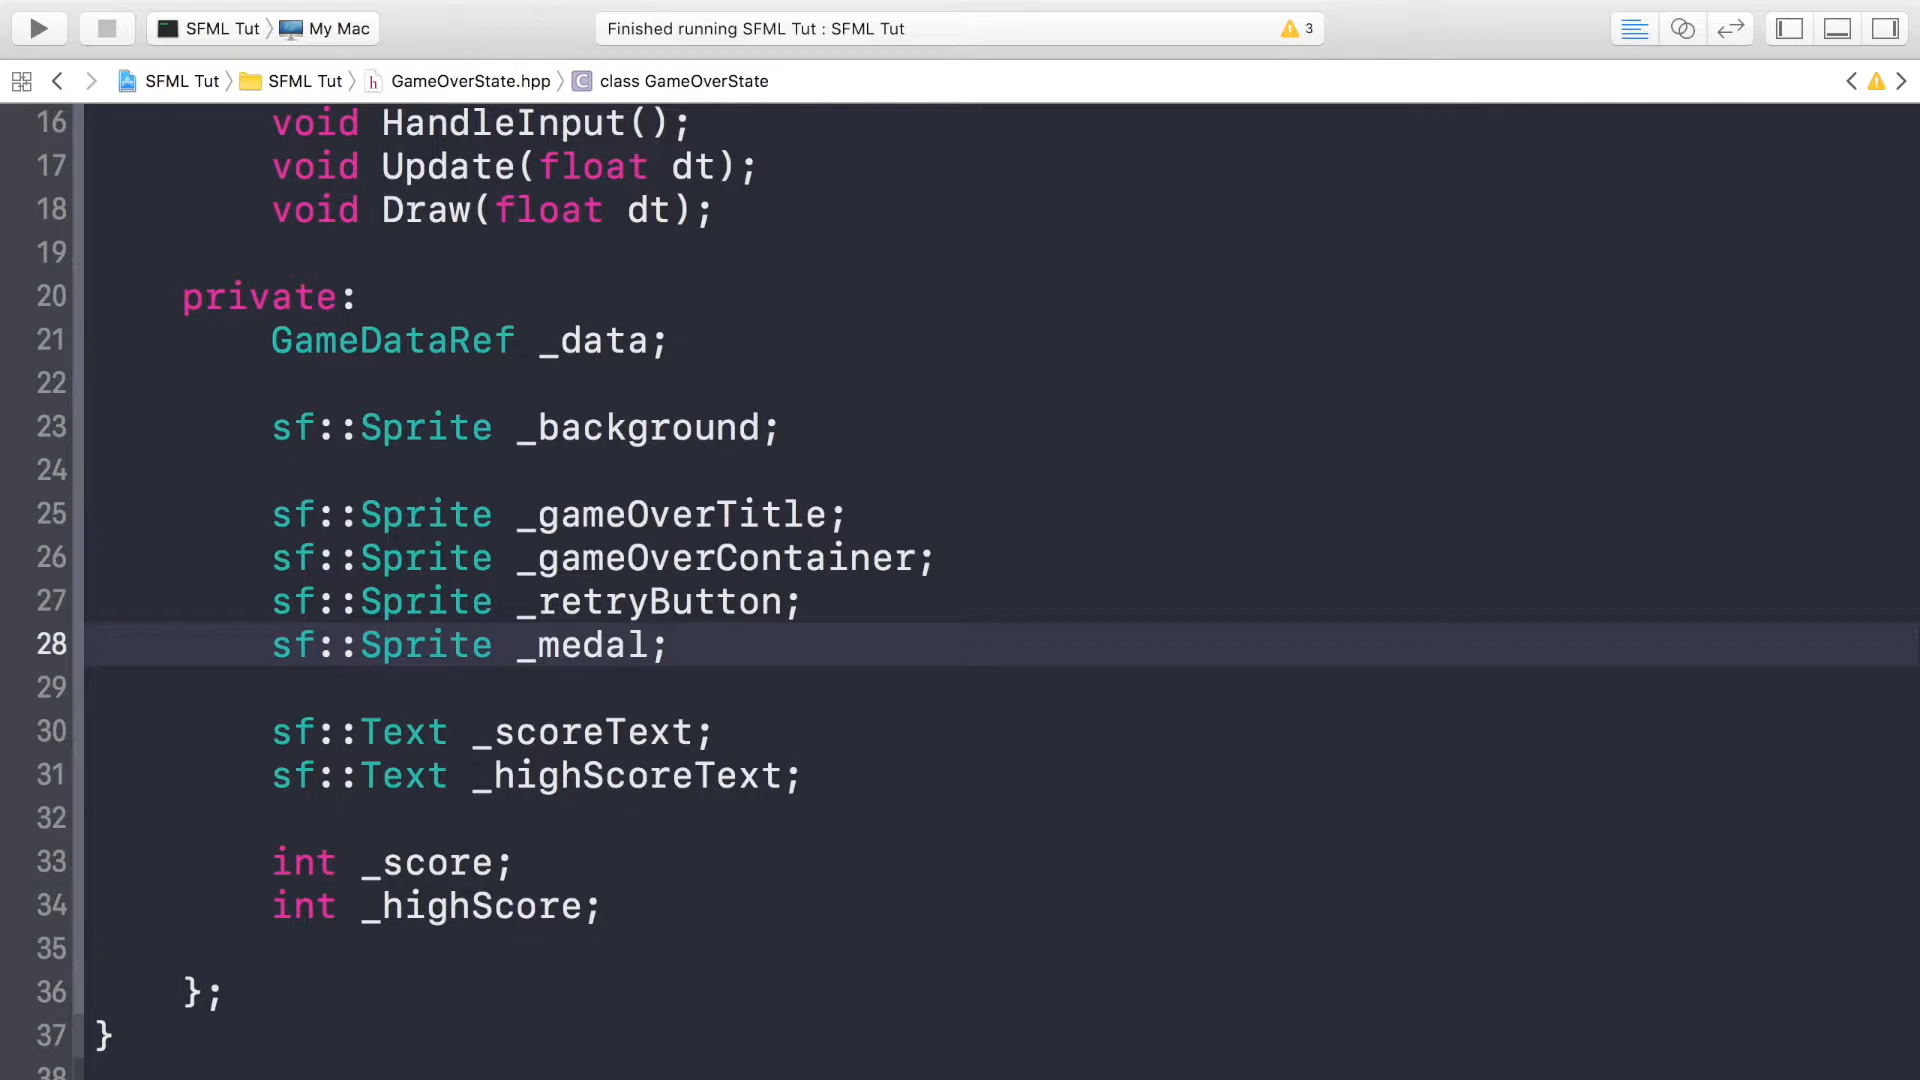 SFML Tut My Mac Finished running SFML Tut : SFML Tut 3
SFML Tut SFML Tut h GameOverState.hpp C class GameOverState
16 void HandleInput();
17 void Update(float dt);
18 void Draw(float dt);
19
20 private:
21 GameDataRef _data;
22
23 sf::Sprite _background;
24
25 sf::Sprite _gameOverTitle;
26 sf::Sprite _gameOverContainer;
27 sf::Sprite _retryButton;
28 sf::Sprite _medal;
29
30 sf::Text _scoreText;
31 sf::Text _highScoreText;
32
33 int _score;
34 int _highScore;
35
36 };
37 }
38